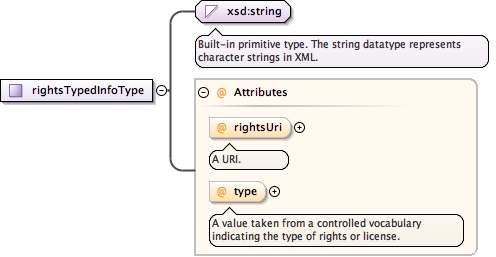 xsd:string
Built-in primitive type. The string datatype represents
character strings in XML.
rightsTypedInfoType
@ Attributes
@ rightsUri
A URI.
@ type
A value taken from a controlled vocabulary
indicating the type of rights or license.